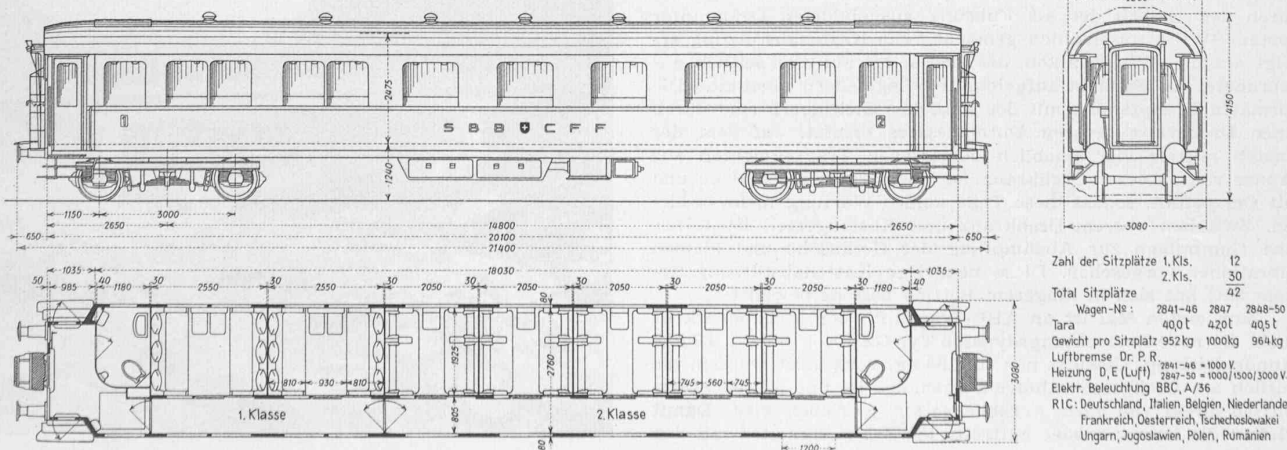 2475
1240
4150
1
SBB CFF
2
1150 3000
2650 14800 2650
650 20100 650
21400
3080
1035 18030 1035
50 985 40 1180 30 2550 30 2550 30 2050 30 2050 30 2050 30 2050 30 1180 40 50
80
1925
2760
810 930 810
745 560 745
805
3080
1. Klasse
2. Klasse
80
1200
Zahl der Sitzplätze 1. Kls. 12
2. Kls. 30
Total Sitzplätze 42
Wagen-№: 2841-46 2847 2848-50
Tara 40,0 t 42,0 t 40,5 t
Gewicht pro Sitzplatz 952 kg 1000 kg 964 kg
Luftbremse Dr. P. R.
Heizung D, E (Luft) 2841-46 = 1000 V.
2847-50 = 1000/1500/3000 V.
Elektr. Beleuchtung BBC, A/36
RIC: Deutschland, Italien, Belgien, Niederlande
Frankreich, Oesterreich, Tschechoslowakei
Ungarn, Jugoslawien, Polen, Rumänien